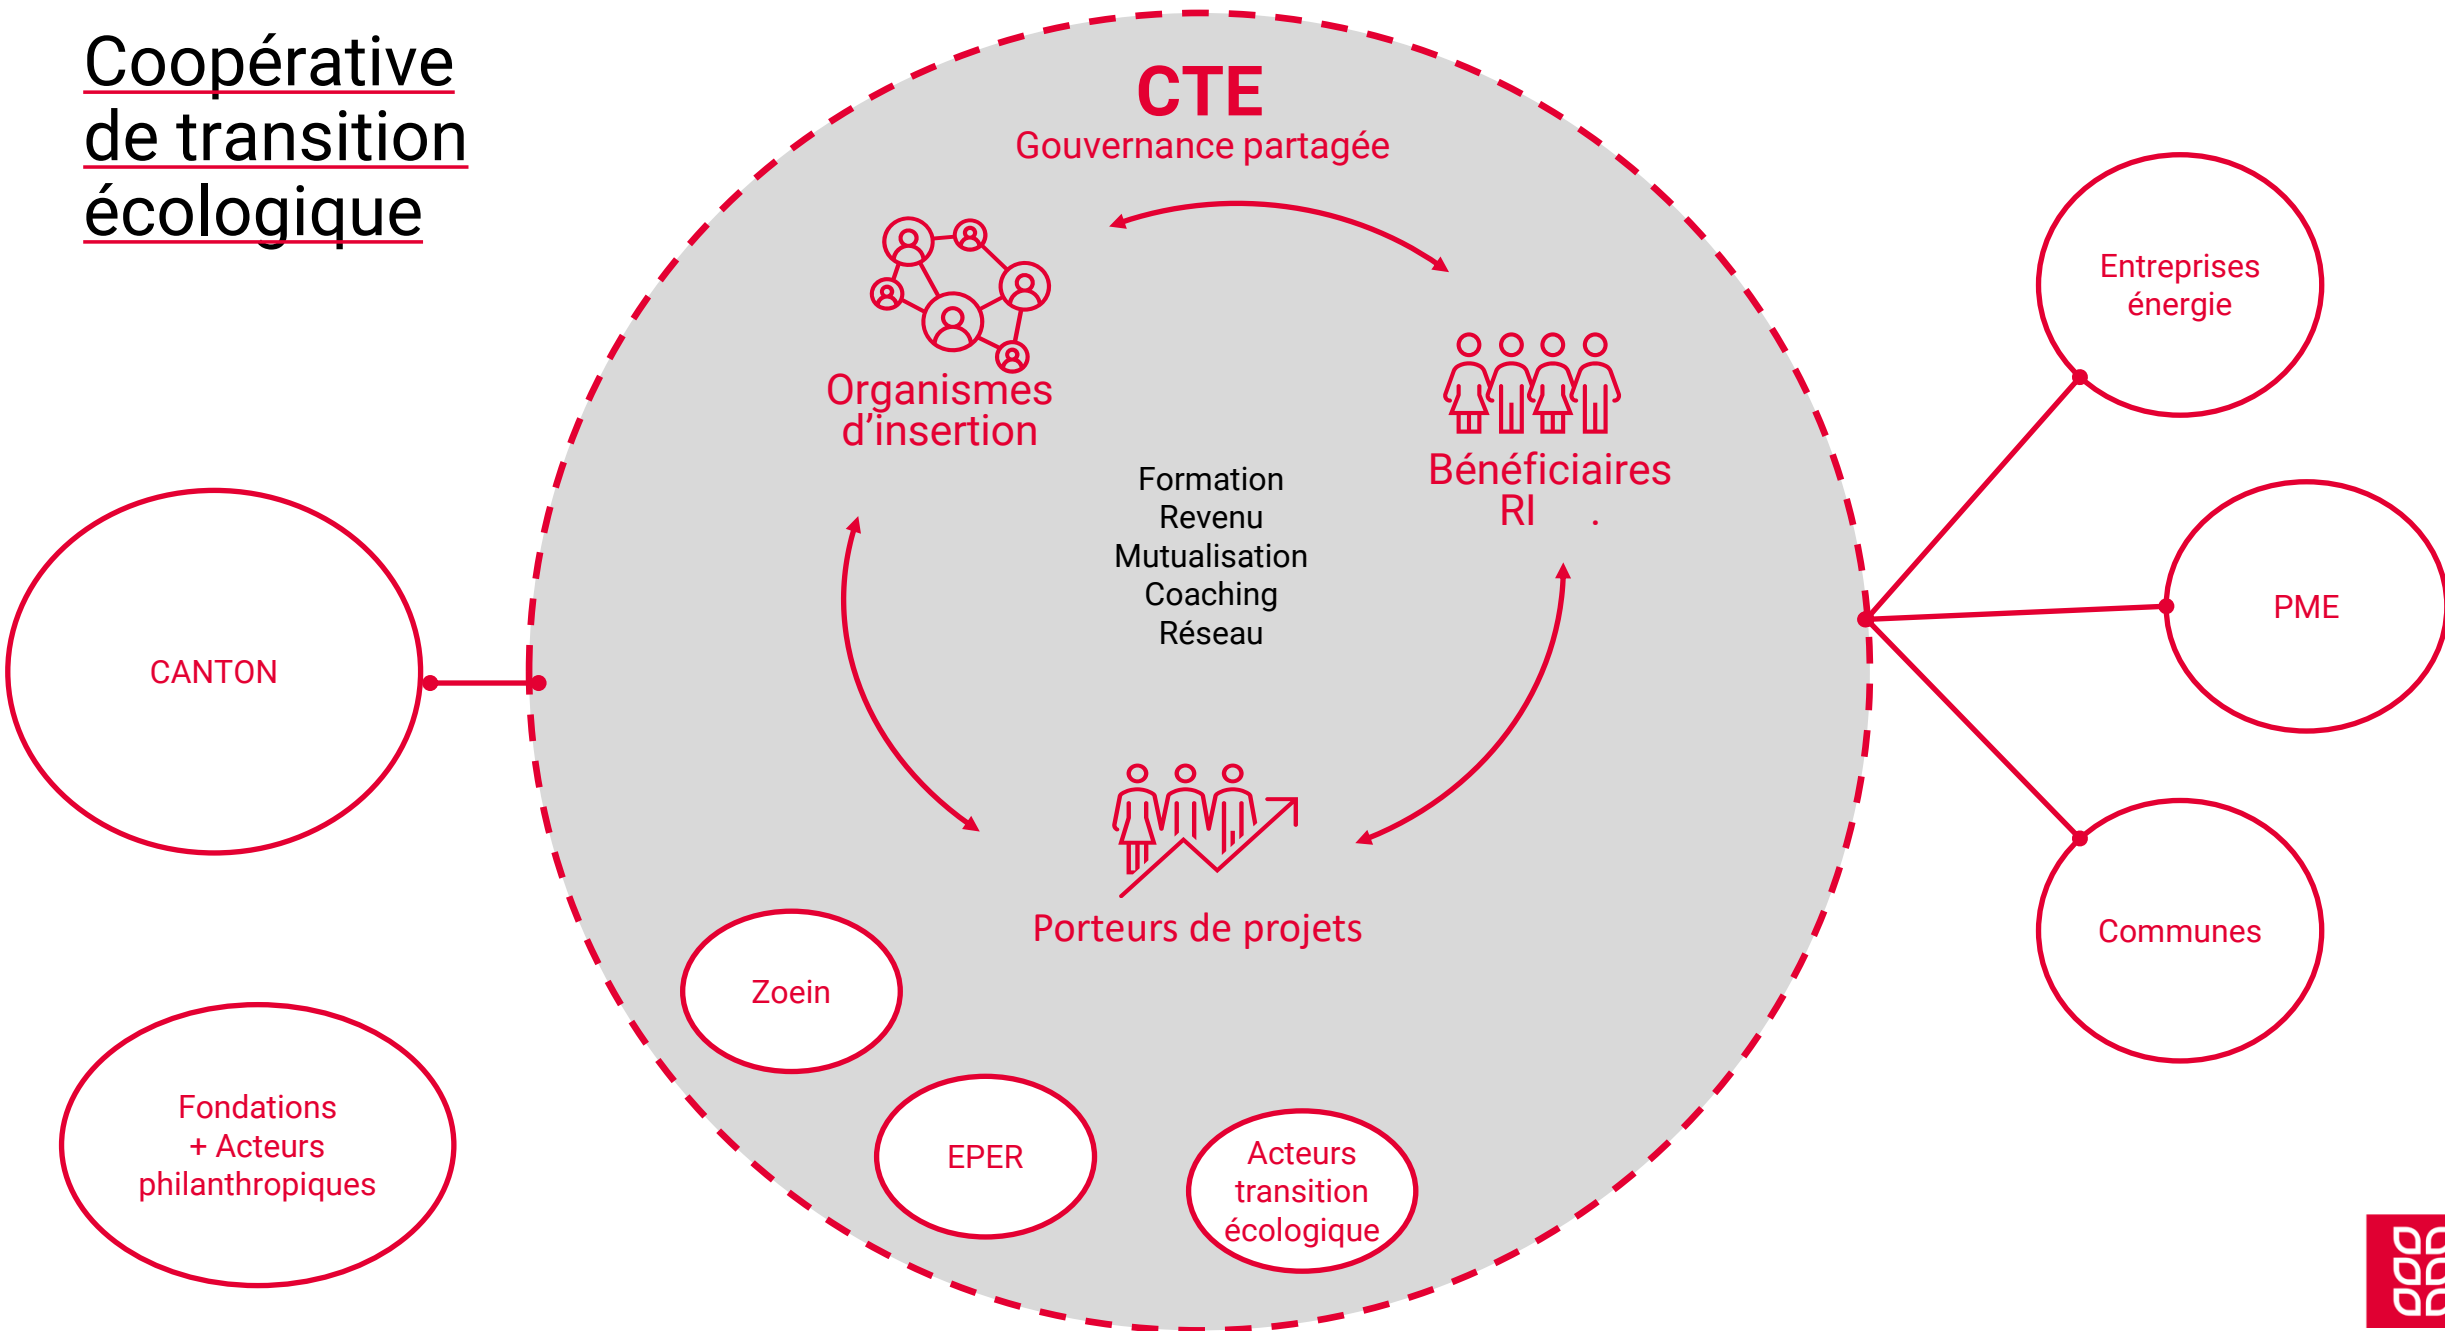 Coopérative
de transition
écologique
CTE
Gouvernance partagée
Organismes
d’insertion
Bénéficiaires
RI .
Formation
Revenu
Mutualisation
Coaching
Réseau
Porteurs de projets
Zoein
EPER
Acteurs
transition
écologique
CANTON
Fondations
+ Acteurs
philanthropiques
Entreprises
énergie
PME
Communes